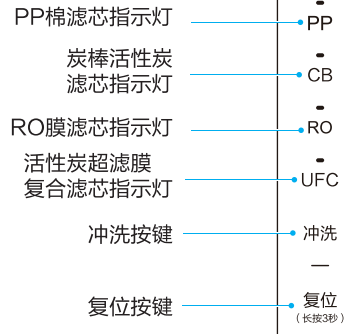 PP棉滤芯指示灯
PP
炭棒活性炭
滤芯指示灯
CB
RO膜滤芯指示灯
RO
活性炭超滤膜
复合滤芯指示灯
UFC
冲洗按键
冲洗
复位按键
复位
(长按3秒)